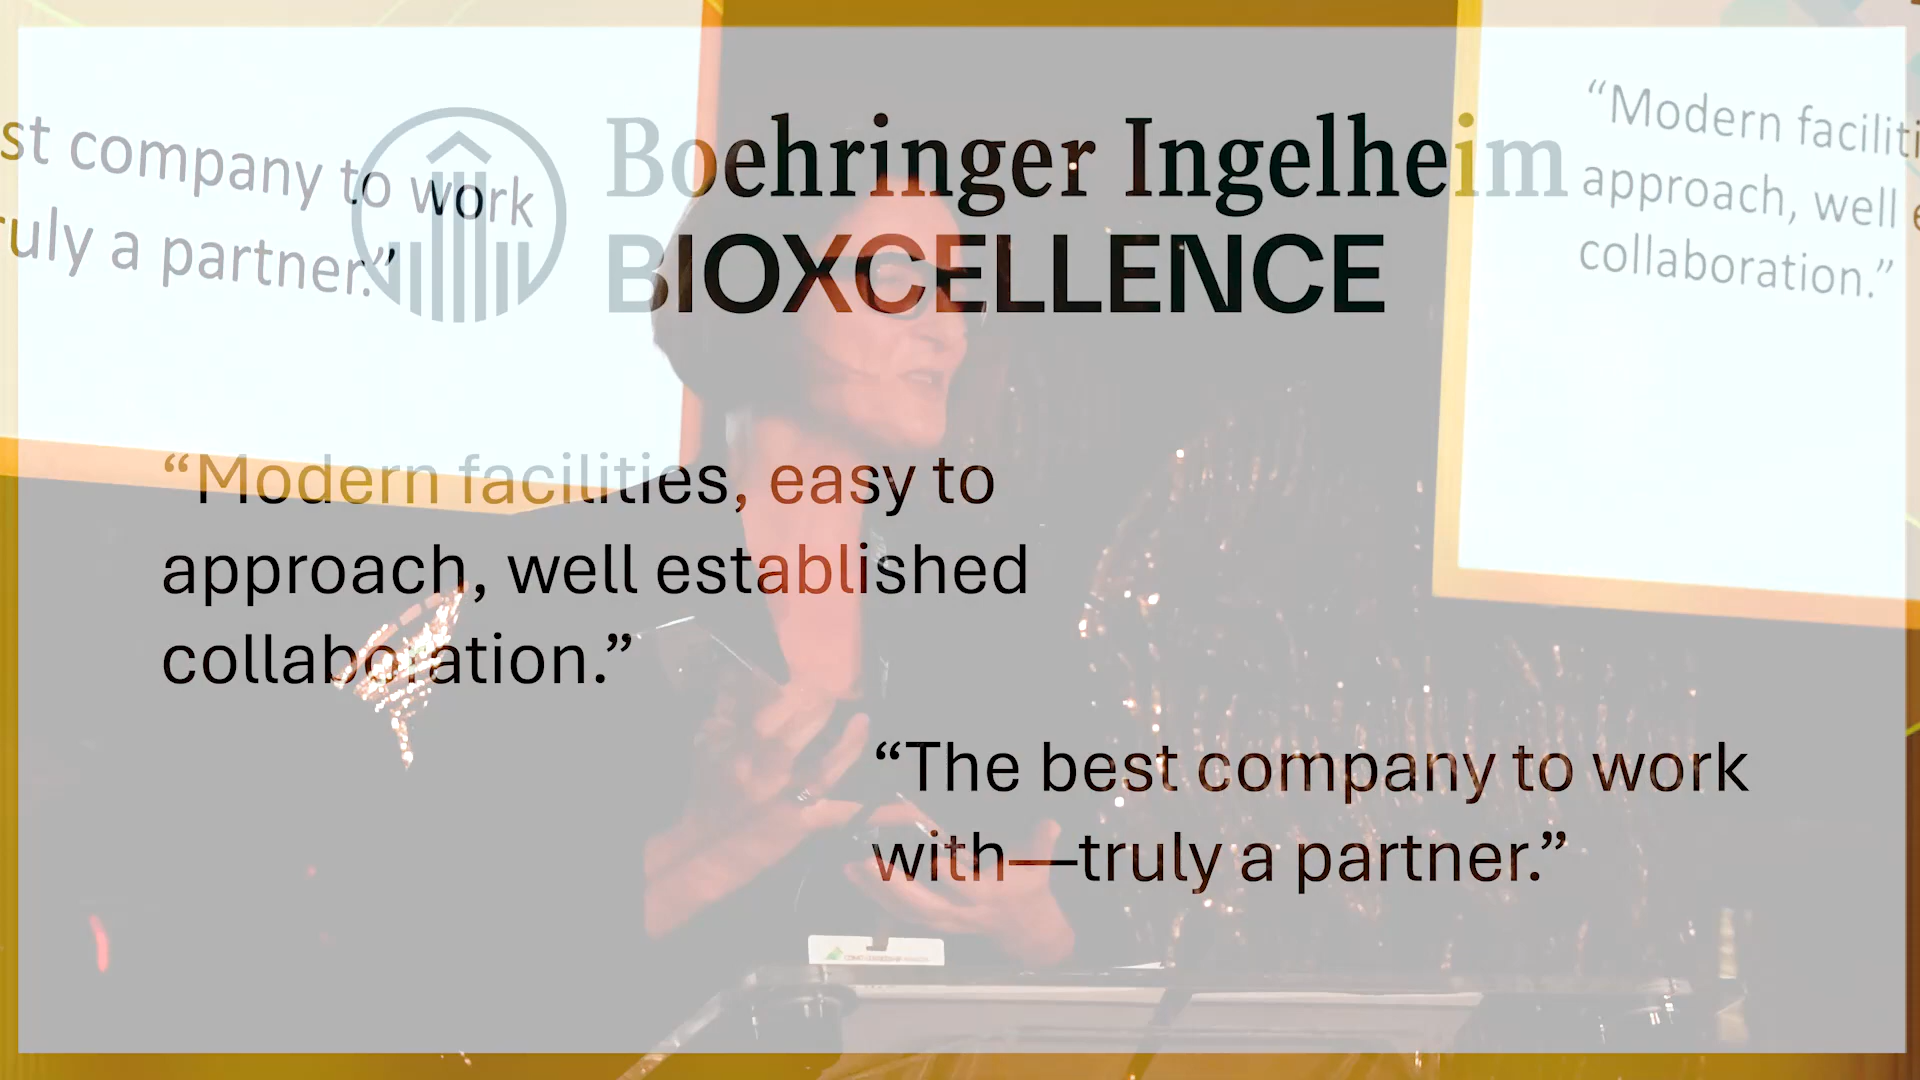 st company to work
ruly a partner.”
Boehringer Ingelheim
BIOXCELLENCE
“Modern faciliti
approach, well e
collaboration.”
“Modern facilities, easy to
approach, well established
collaboration.”
“The best company to work
with—truly a partner.”